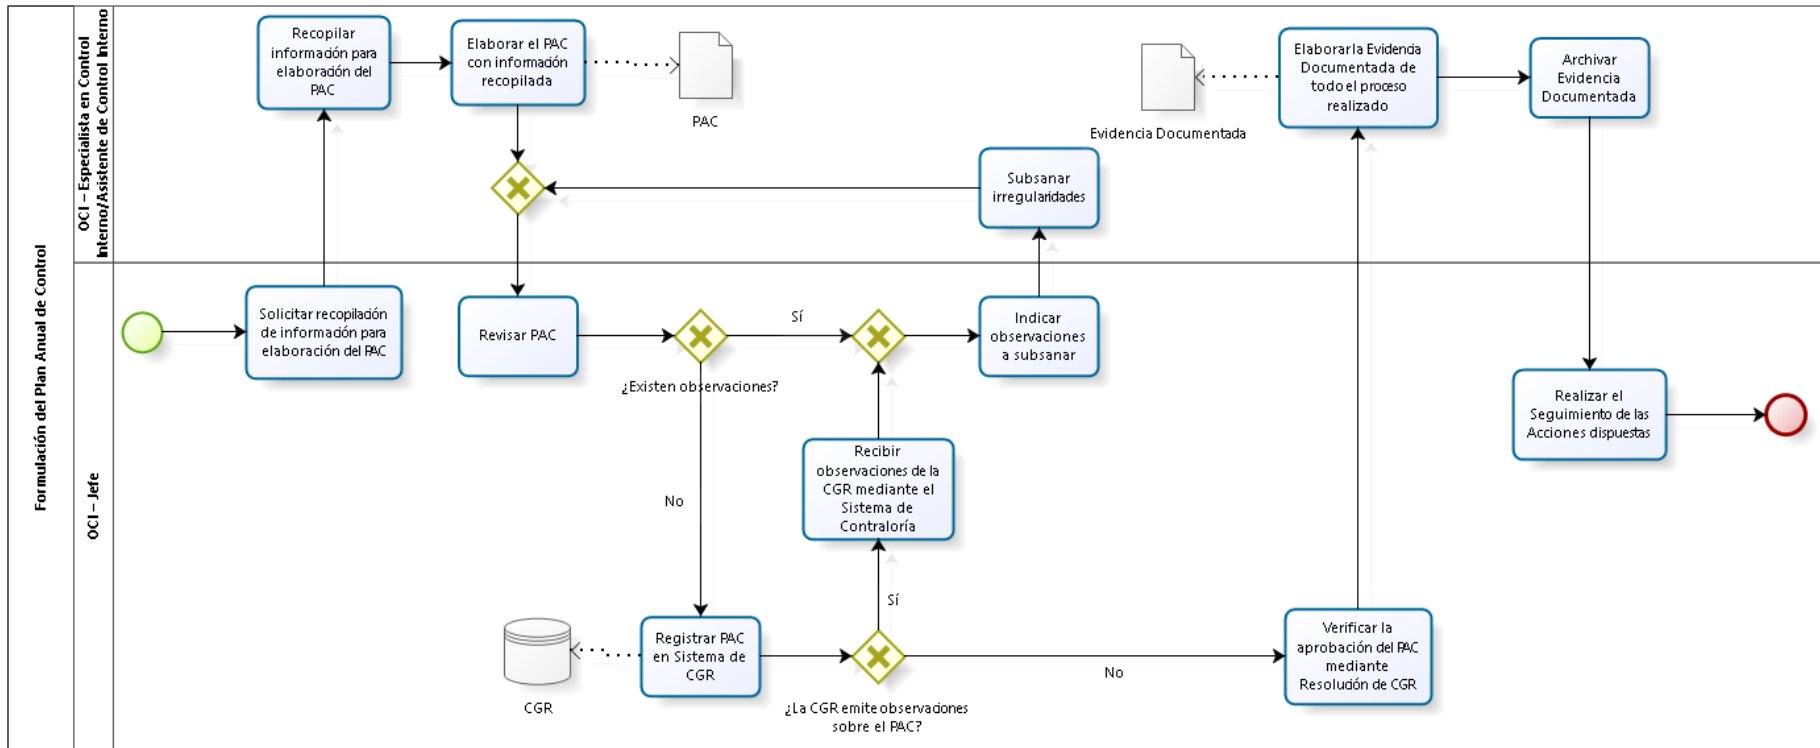 Formulación del Plan Anual de Control
OCI – Especialista en Control
Interno/Asistente de Control Interno
Recopilar
información para
elaboración del
PAC
Elaborar el PAC
con información
recopilada
PAC
Evidencia Documentada
Elaborar la Evidencia
Documentada de
todo el proceso
realizado
Archivar
Evidencia
Documentada
Subsanar
irregularidades
OCI – Jefe
Solicitar recopilación
de información para
elaboración del PAC
Revisar PAC
¿Existen observaciones?
Sí
Indicar
observaciones
a subsanar
Realizar el
Seguimiento de las
Acciones dispuestas
No
Recibir
observaciones de la
CGR mediante el
Sistema de
Contraloría
Sí
CGR
Registrar PAC
en Sistema de
CGR
¿La CGR emite observaciones
sobre el PAC?
No
Verificar la
aprobación del PAC
mediante
Resolución de CGR